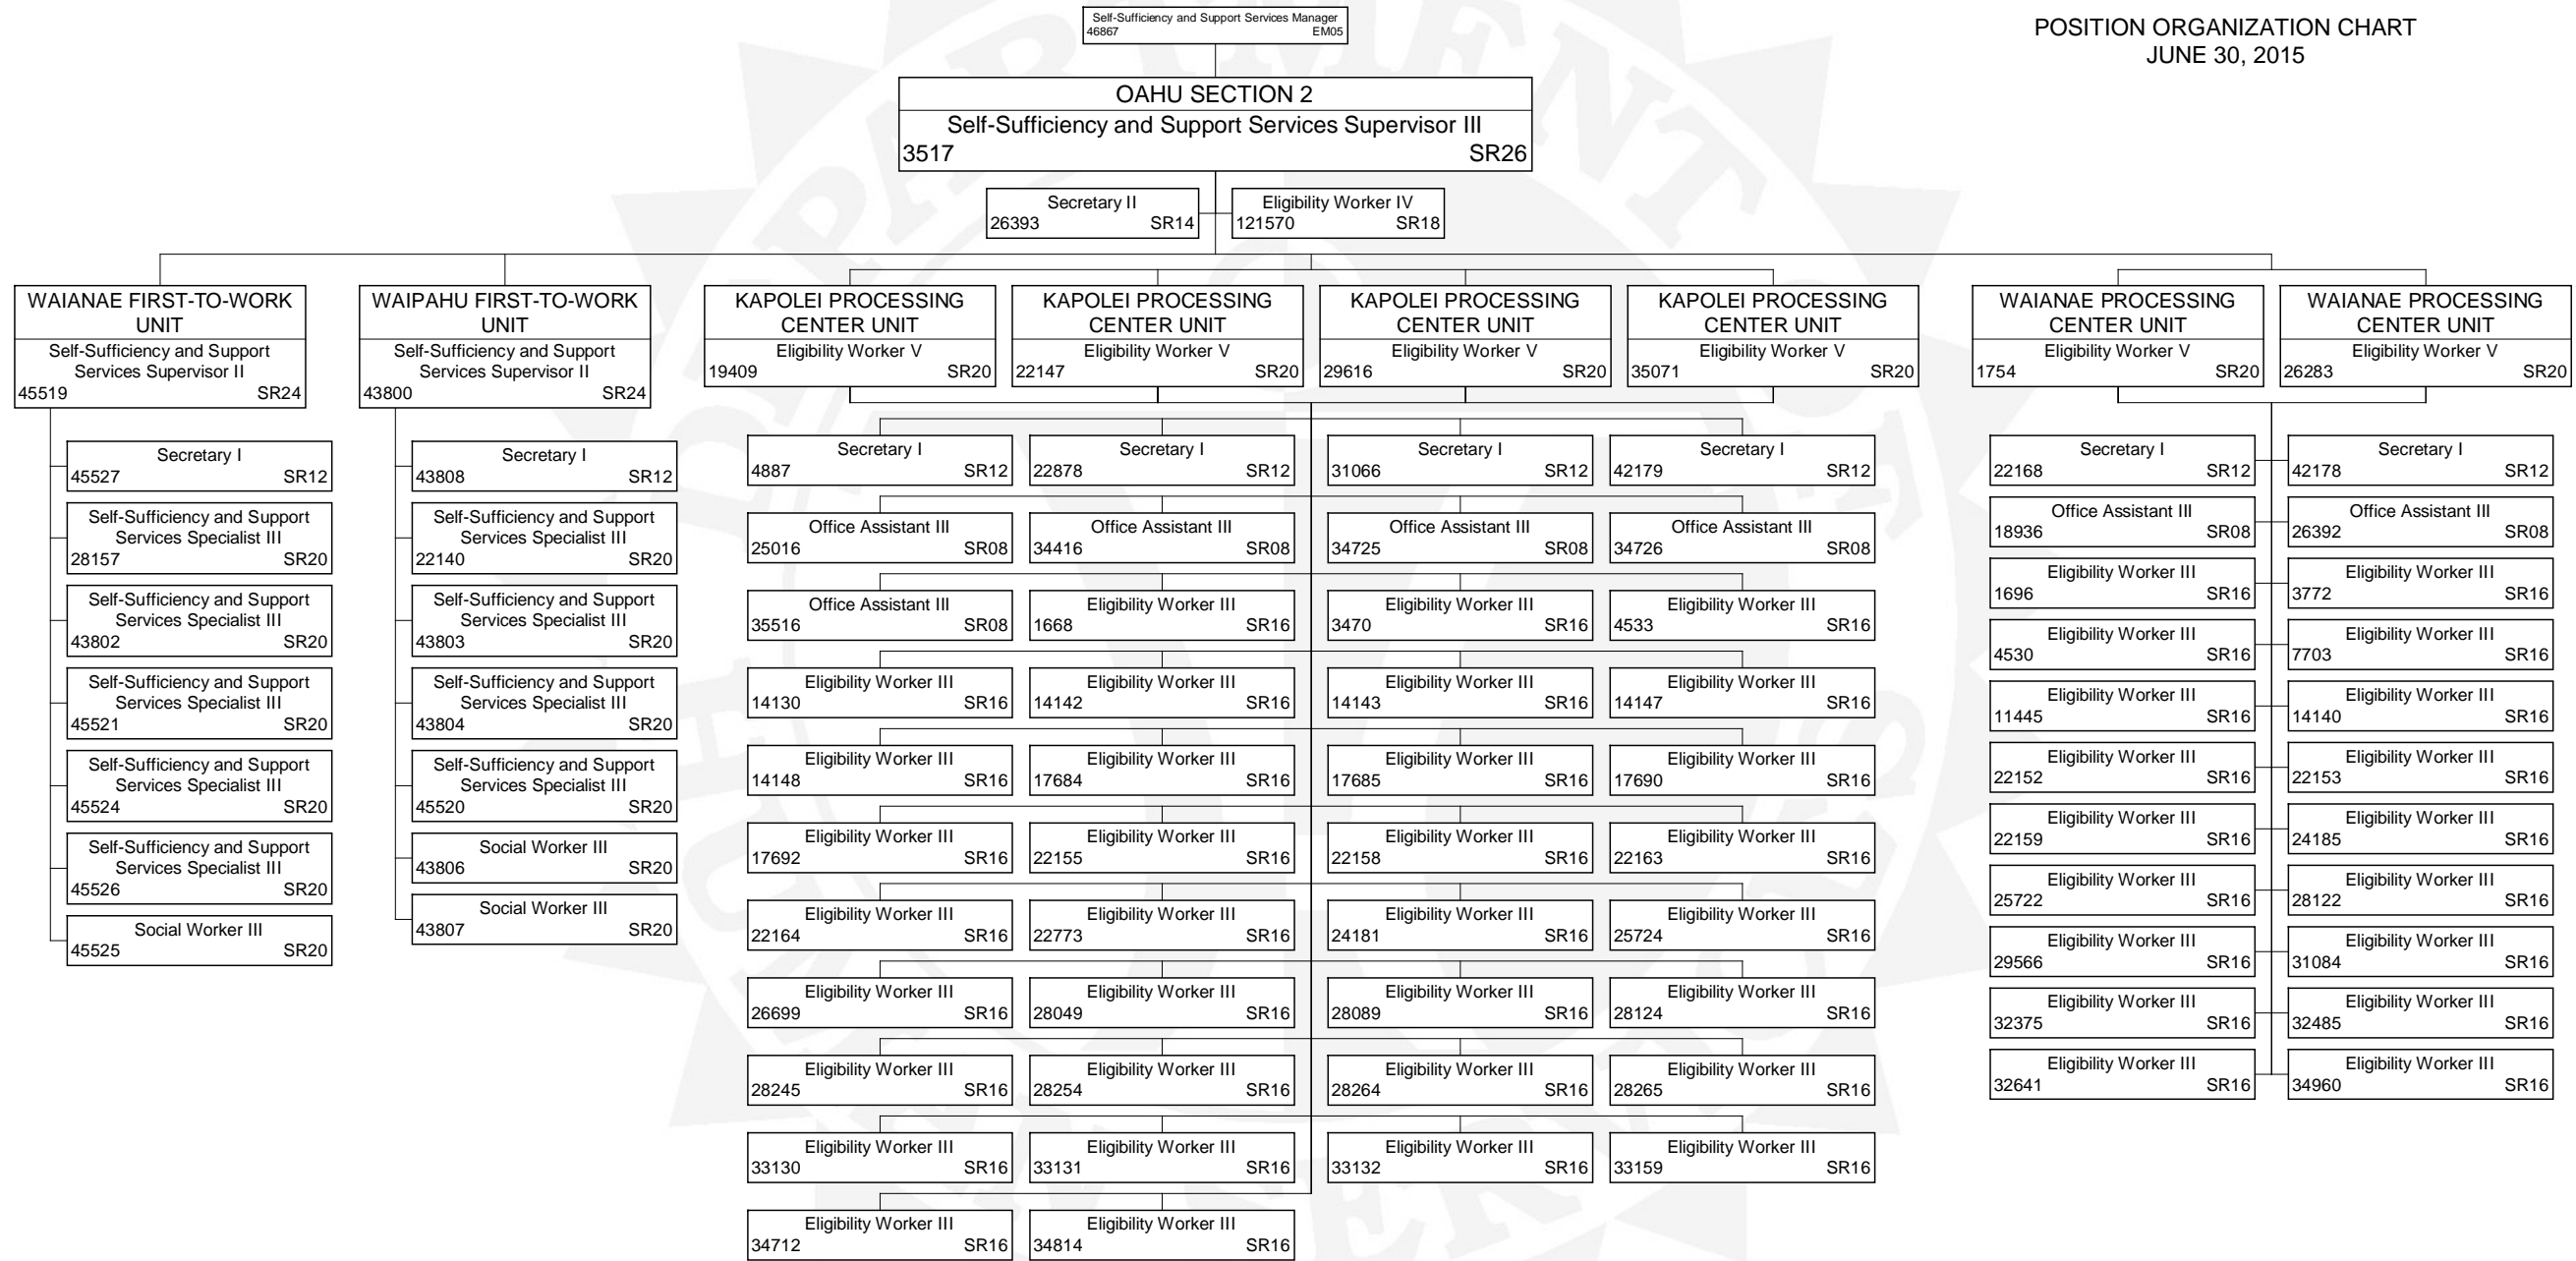 Self-Sufficiency and Support Services Manager
46867 EM05
POSITION ORGANIZATION CHART
JUNE 30, 2015
OAHU SECTION 2
Self-Sufficiency and Support Services Supervisor III
3517 SR26
Secretary II
26393 SR14
Eligibility Worker IV
121570 SR18
WAIANAE FIRST-TO-WORK
UNIT
Self-Sufficiency and Support
Services Supervisor II
45519 SR24
Secretary I
45527 SR12
Self-Sufficiency and Support
Services Specialist III
28157 SR20
Self-Sufficiency and Support
Services Specialist III
43802 SR20
Self-Sufficiency and Support
Services Specialist III
45521 SR20
Self-Sufficiency and Support
Services Specialist III
45524 SR20
Self-Sufficiency and Support
Services Specialist III
45526 SR20
Social Worker III
45525 SR20
WAIPAHU FIRST-TO-WORK
UNIT
Self-Sufficiency and Support
Services Supervisor II
43800 SR24
Secretary I
43808 SR12
Self-Sufficiency and Support
Services Specialist III
22140 SR20
Self-Sufficiency and Support
Services Specialist III
43803 SR20
Self-Sufficiency and Support
Services Specialist III
43804 SR20
Self-Sufficiency and Support
Services Specialist III
45520 SR20
Social Worker III
43806 SR20
Social Worker III
43807 SR20
KAPOLEI PROCESSING
CENTER UNIT
Eligibility Worker V
19409 SR20
KAPOLEI PROCESSING
CENTER UNIT
Eligibility Worker V
22147 SR20
KAPOLEI PROCESSING
CENTER UNIT
Eligibility Worker V
29616 SR20
KAPOLEI PROCESSING
CENTER UNIT
Eligibility Worker V
35071 SR20
Secretary I
4887 SR12
Secretary I
22878 SR12
Secretary I
31066 SR12
Secretary I
42179 SR12
Office Assistant III
25016 SR08
Office Assistant III
34416 SR08
Office Assistant III
34725 SR08
Office Assistant III
34726 SR08
Office Assistant III
35516 SR08
Eligibility Worker III
1668 SR16
Eligibility Worker III
3470 SR16
Eligibility Worker III
4533 SR16
Eligibility Worker III
14130 SR16
Eligibility Worker III
14142 SR16
Eligibility Worker III
14143 SR16
Eligibility Worker III
14147 SR16
Eligibility Worker III
14148 SR16
Eligibility Worker III
17684 SR16
Eligibility Worker III
17685 SR16
Eligibility Worker III
17690 SR16
Eligibility Worker III
17692 SR16
Eligibility Worker III
22155 SR16
Eligibility Worker III
22158 SR16
Eligibility Worker III
22163 SR16
Eligibility Worker III
22164 SR16
Eligibility Worker III
22773 SR16
Eligibility Worker III
24181 SR16
Eligibility Worker III
25724 SR16
Eligibility Worker III
26699 SR16
Eligibility Worker III
28049 SR16
Eligibility Worker III
28089 SR16
Eligibility Worker III
28124 SR16
Eligibility Worker III
28245 SR16
Eligibility Worker III
28254 SR16
Eligibility Worker III
28264 SR16
Eligibility Worker III
28265 SR16
Eligibility Worker III
33130 SR16
Eligibility Worker III
33131 SR16
Eligibility Worker III
33132 SR16
Eligibility Worker III
33159 SR16
Eligibility Worker III
34712 SR16
Eligibility Worker III
34814 SR16
WAIANAE PROCESSING
CENTER UNIT
Eligibility Worker V
1754 SR20
WAIANAE PROCESSING
CENTER UNIT
Eligibility Worker V
26283 SR20
Secretary I
22168 SR12
Secretary I
42178 SR12
Office Assistant III
18936 SR08
Office Assistant III
26392 SR08
Eligibility Worker III
1696 SR16
Eligibility Worker III
3772 SR16
Eligibility Worker III
4530 SR16
Eligibility Worker III
7703 SR16
Eligibility Worker III
11445 SR16
Eligibility Worker III
14140 SR16
Eligibility Worker III
22152 SR16
Eligibility Worker III
22153 SR16
Eligibility Worker III
22159 SR16
Eligibility Worker III
24185 SR16
Eligibility Worker III
25722 SR16
Eligibility Worker III
28122 SR16
Eligibility Worker III
29566 SR16
Eligibility Worker III
31084 SR16
Eligibility Worker III
32375 SR16
Eligibility Worker III
32485 SR16
Eligibility Worker III
32641 SR16
Eligibility Worker III
34960 SR16